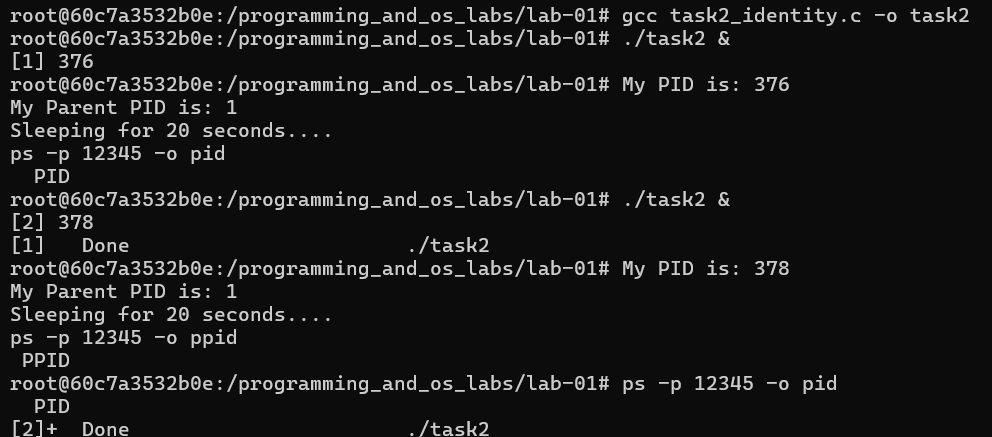 root@60c7a3532b0e:/programming_and_os_labs/lab-01# gcc task2_identity.c -o task2
root@60c7a3532b0e:/programming_and_os_labs/lab-01# ./task2 &
[1] 376
root@60c7a3532b0e:/programming_and_os_labs/lab-01# My PID is: 376
My Parent PID is: 1
Sleeping for 20 seconds....
ps -p 12345 -o pid
  PID
root@60c7a3532b0e:/programming_and_os_labs/lab-01# ./task2 &
[2] 378
[1]   Done                    ./task2
root@60c7a3532b0e:/programming_and_os_labs/lab-01# My PID is: 378
My Parent PID is: 1
Sleeping for 20 seconds....
ps -p 12345 -o ppid
 PPID
root@60c7a3532b0e:/programming_and_os_labs/lab-01# ps -p 12345 -o pid
  PID
[2]+  Done                    ./task2